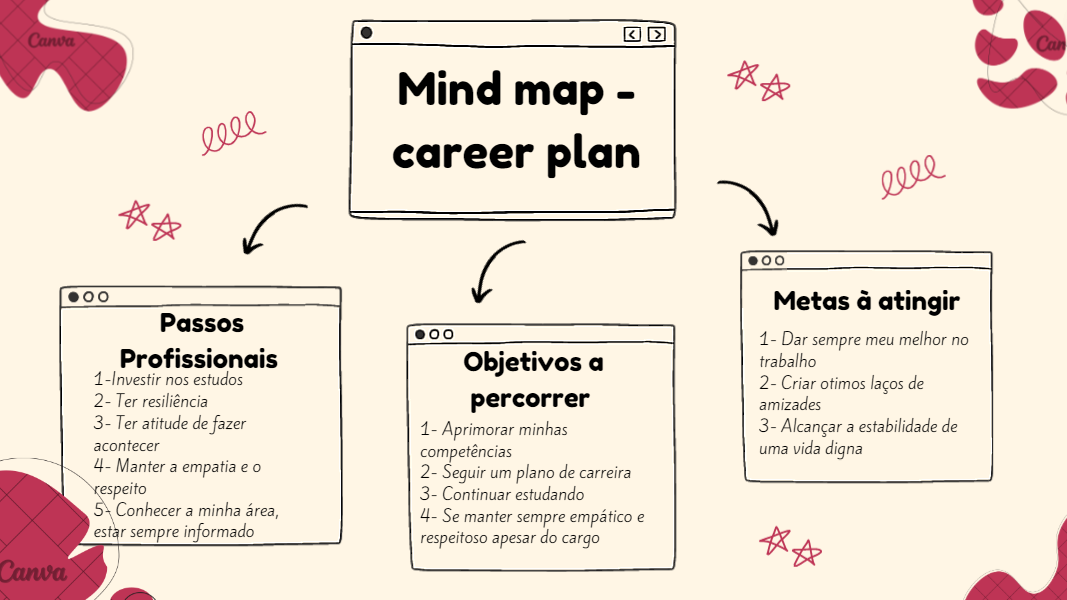 Canva
Can
Mind map -
career plan
Passos
Profissionais
1-Investir nos estudos
2- Ter resiliência
3- Ter atitude de fazer
acontecer
4- Manter a empatia e o
respeito
5- Conhecer a minha área,
estar sempre informado
Objetivos a
percorrer
1- Aprimorar minhas
competências
2- Seguir um plano de carreira
3- Continuar estudando
4- Se manter sempre empático e
respeitoso apesar do cargo
Metas à atingir
1- Dar sempre meu melhor no
trabalho
2- Criar otimos laços de
amizades
3- Alcançar a estabilidade de
uma vida digna
Canva